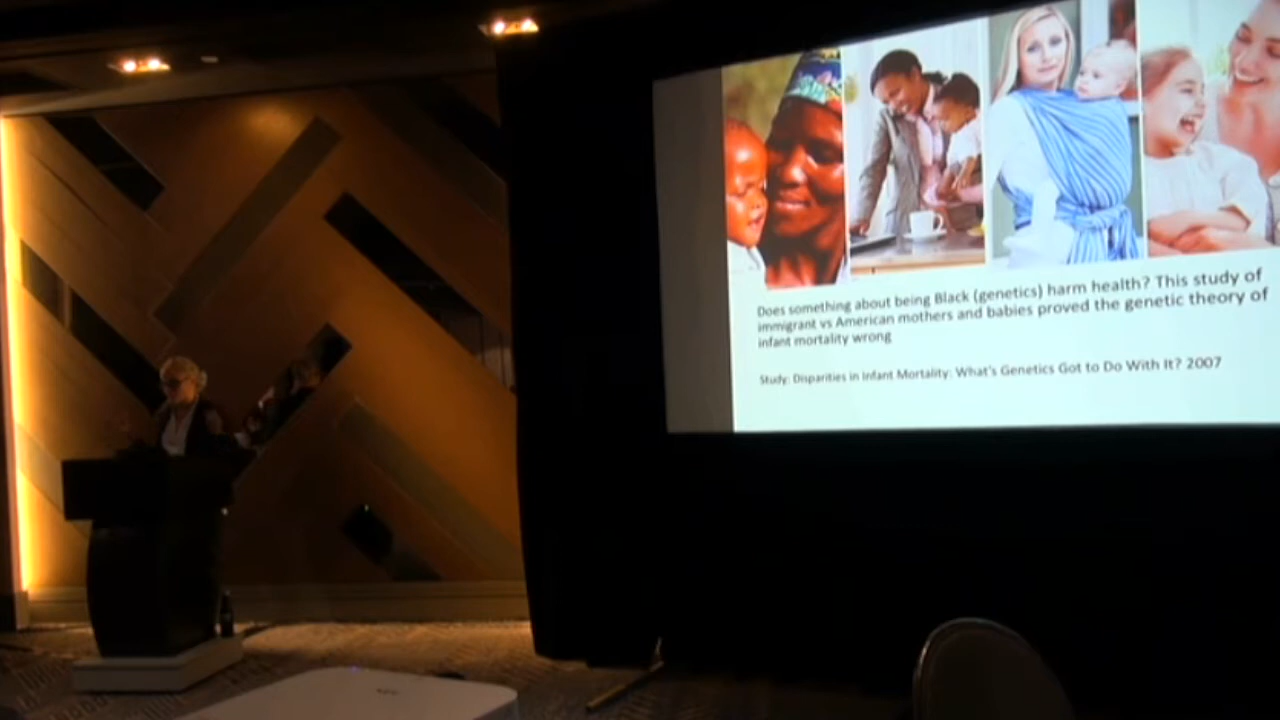 Does something about being Black (genetics) harm health? This study of
immigrant vs American mothers and babies proved the genetic theory of
infant mortality wrong
Study: Disparities in Infant Mortality: What's Genetics Got to Do With It? 2007